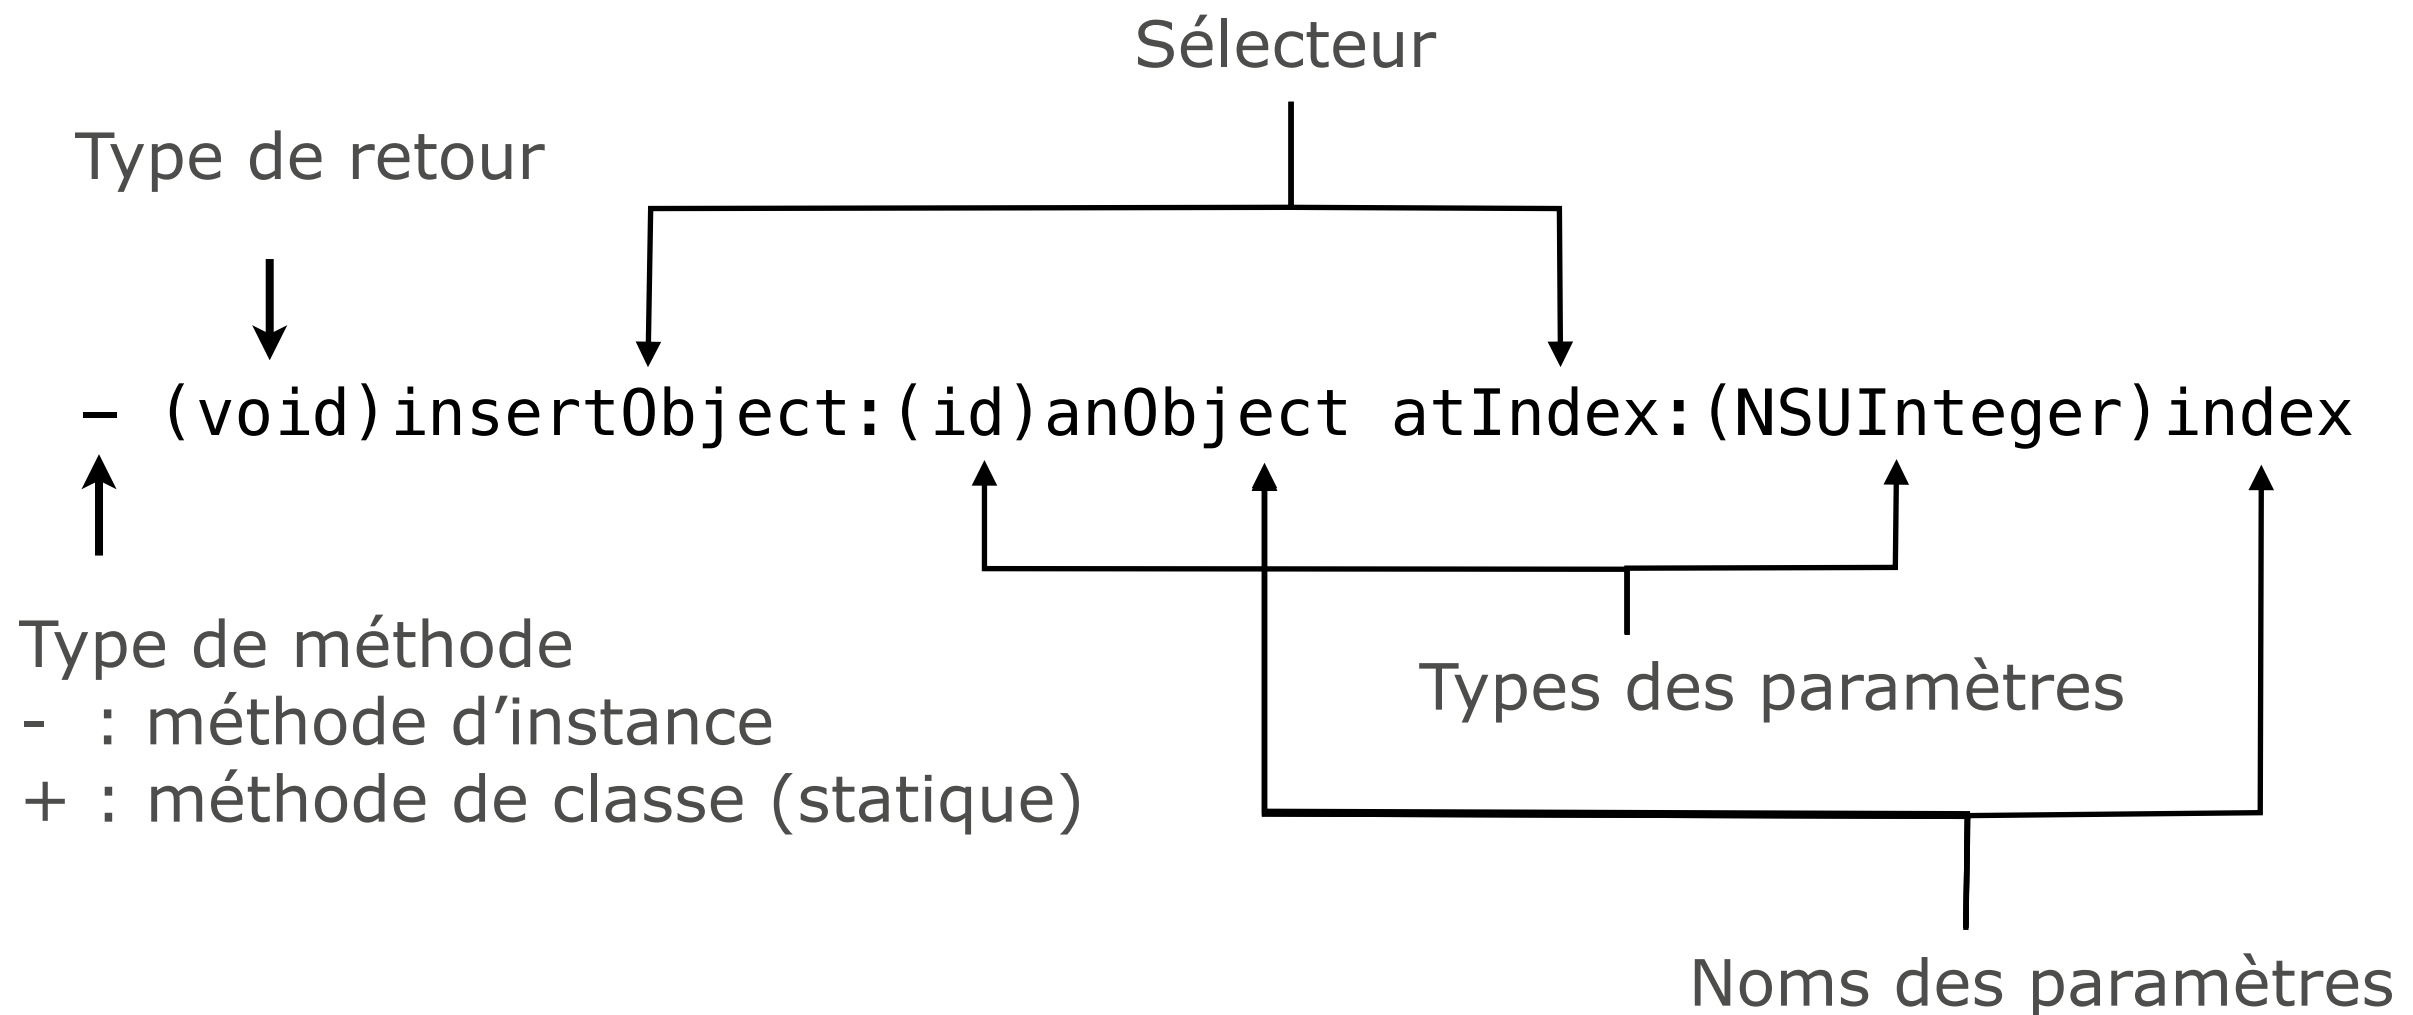 Sélecteur
Type de retour
- (void)insertObject:(id)anObject atIndex:(NSUInteger)index
Type de méthode
- : méthode d’instance
+ : méthode de classe (statique)
Types des paramètres
Noms des paramètres